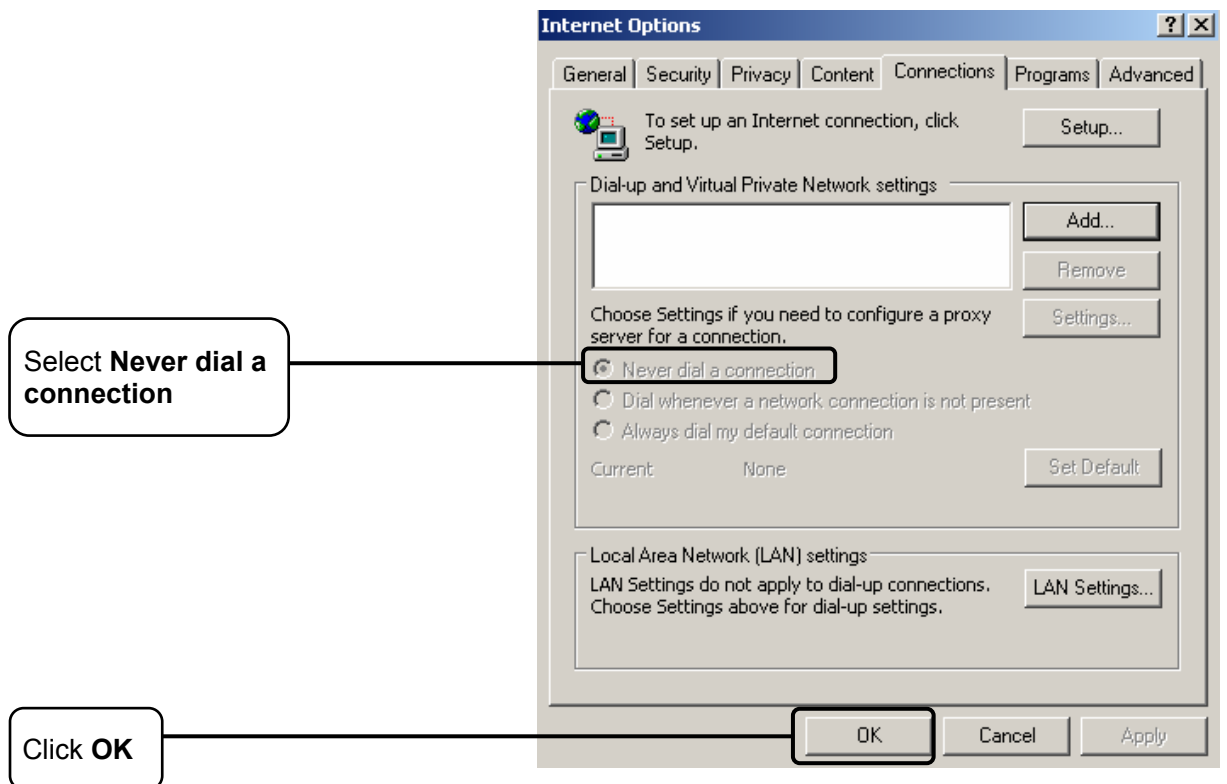 Internet Options
General Security Privacy Content Connections Programs Advanced
To set up an Internet connection, click
Setup.
Setup...
Dial-up and Virtual Private Network settings
Add...
Remove
Choose Settings if you need to configure a proxy
server for a connection.
Settings...
Select Never dial a
connection
Never dial a connection
Dial whenever a network connection is not present
Always dial my default connection
Current None
Set Default
Local Area Network (LAN) settings
LAN Settings do not apply to dial-up connections.
Choose Settings above for dial-up settings.
LAN Settings...
Click OK
OK Cancel Apply